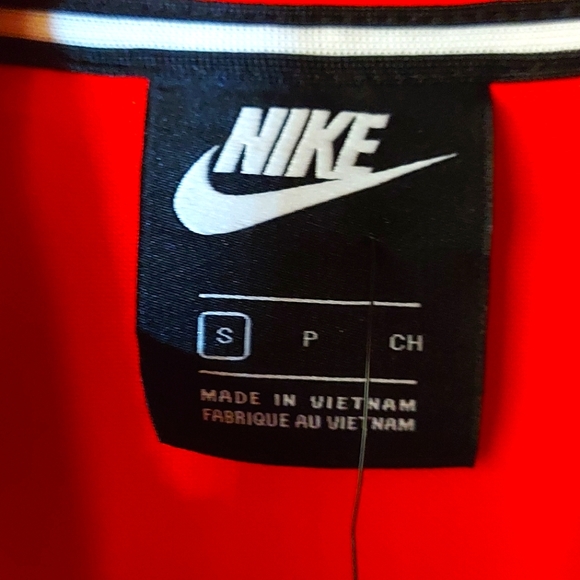 NIKE
S P CH
MADE IN VIETNAM
FABRIQUE AU VIETNAM